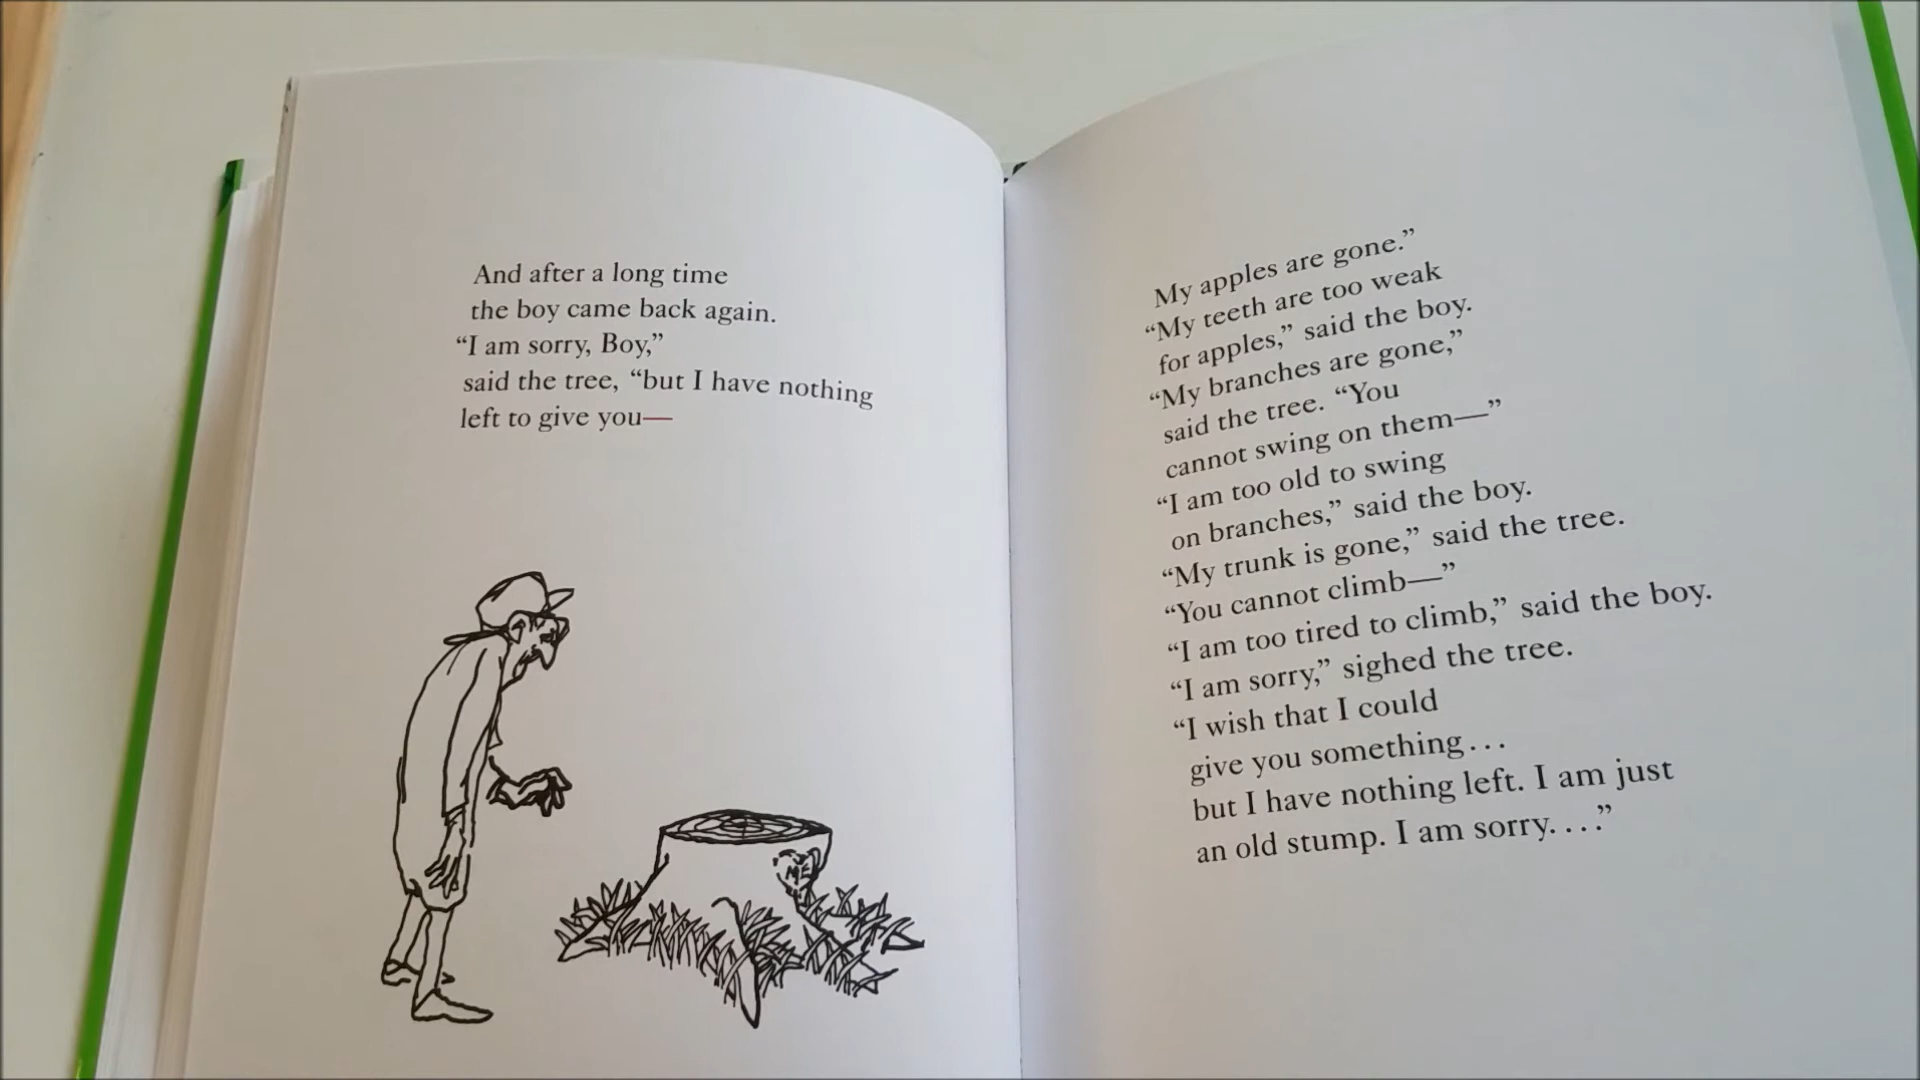 And after a long time
the boy came back again.
“I am sorry, Boy,”
said the tree, “but I have nothing
left to give you—
ME
My apples are gone.”
“My teeth are too weak
for apples,” said the boy.
“My branches are gone,”
said the tree. “You
cannot swing on them—”
“I am too old to swing
on branches,” said the boy.
“My trunk is gone,” said the tree.
“You cannot climb—”
“I am too tired to climb,” said the boy.
“I am sorry,” sighed the tree.
“I wish that I could
give you something . . .
but I have nothing left. I am just
an old stump. I am sorry. . . .”